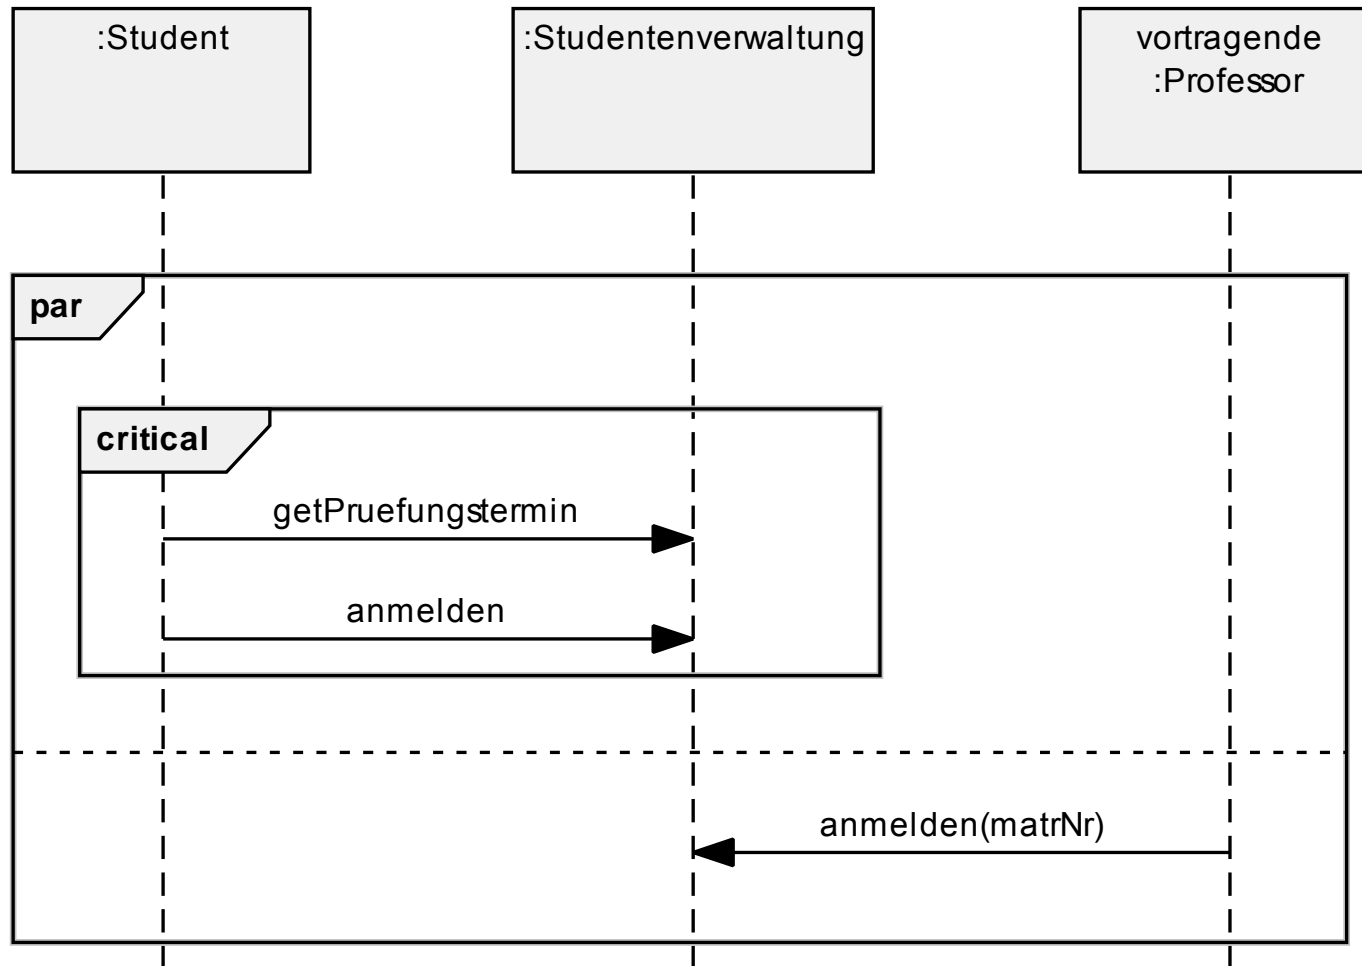 :Student
:Studentenverwaltung
vortragende
:Professor
par
critical
getPruefungstermin
anmelden
anmelden(matrNr)